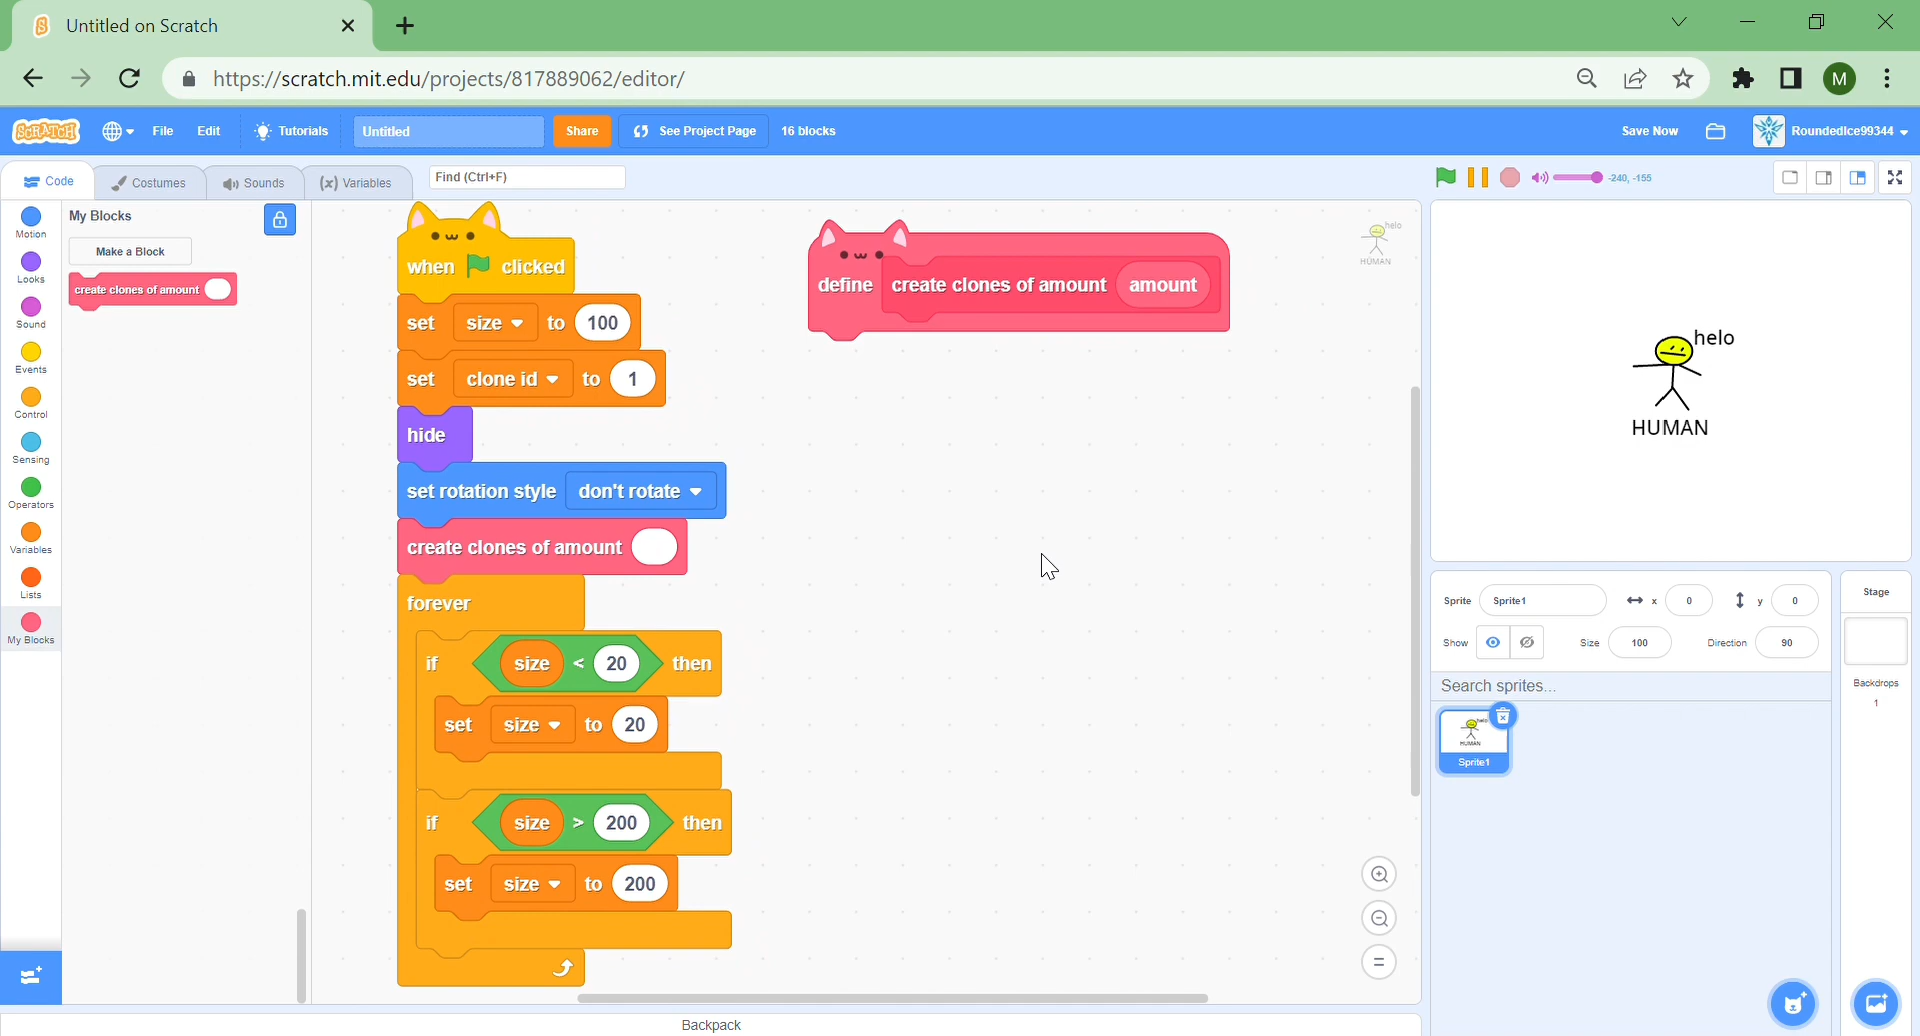 Untitled on Scratch
https://scratch.mit.edu/projects/817889062/editor/
M
SCRATCH File Edit Tutorials Untitled Share See Project Page 16 blocks Save Now RoundedIce99344
Code Costumes Sounds (x) Variables Find (Ctrl+F) -240, -155
Motion
Looks
Sound
Events
Control
Sensing
Operators
Variables
Lists
My Blocks
My Blocks
Make a Block
create clones of amount
when clicked
set size to 100
set clone id to 1
hide
set rotation style don't rotate
create clones of amount
forever
if size < 20 then
set size to 20
if size > 200 then
set size to 200
define create clones of amount amount
helo
HUMAN
helo
HUMAN
Sprite Sprite1 x 0 y 0
Show Size 100 Direction 90
Search sprites...
helo
HUMAN
Sprite1
Stage
Backdrops
1
Backpack